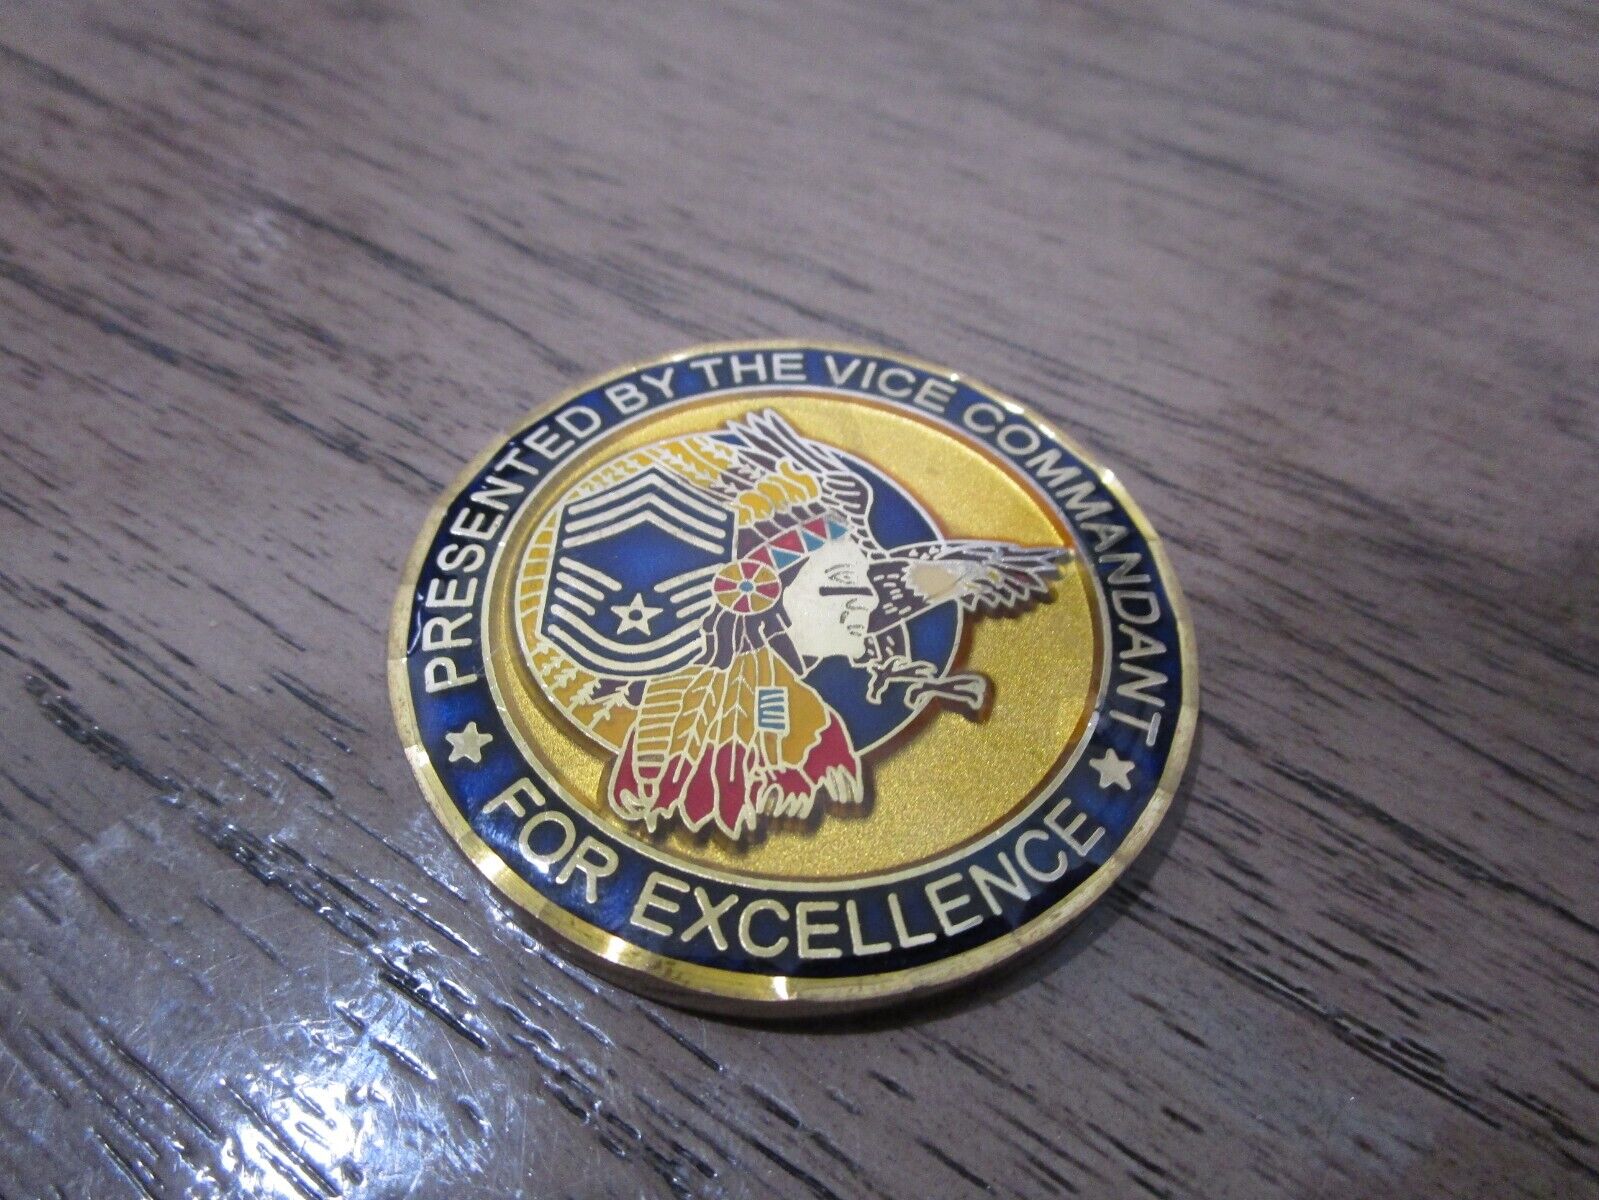 PRESENTED BY THE VICE COMMANDANT
FOR EXCELLENCE